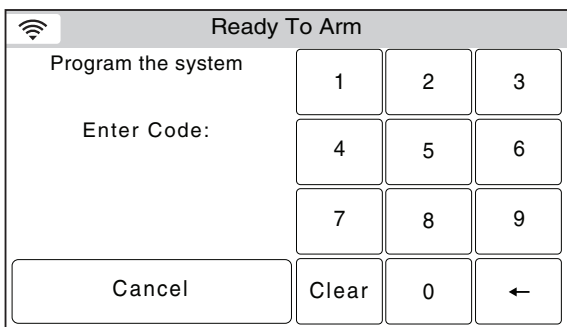 Ready To Arm
Program the system
Enter Code:
1 2 3
4 5 6
7 8 9
Cancel Clear 0 ←